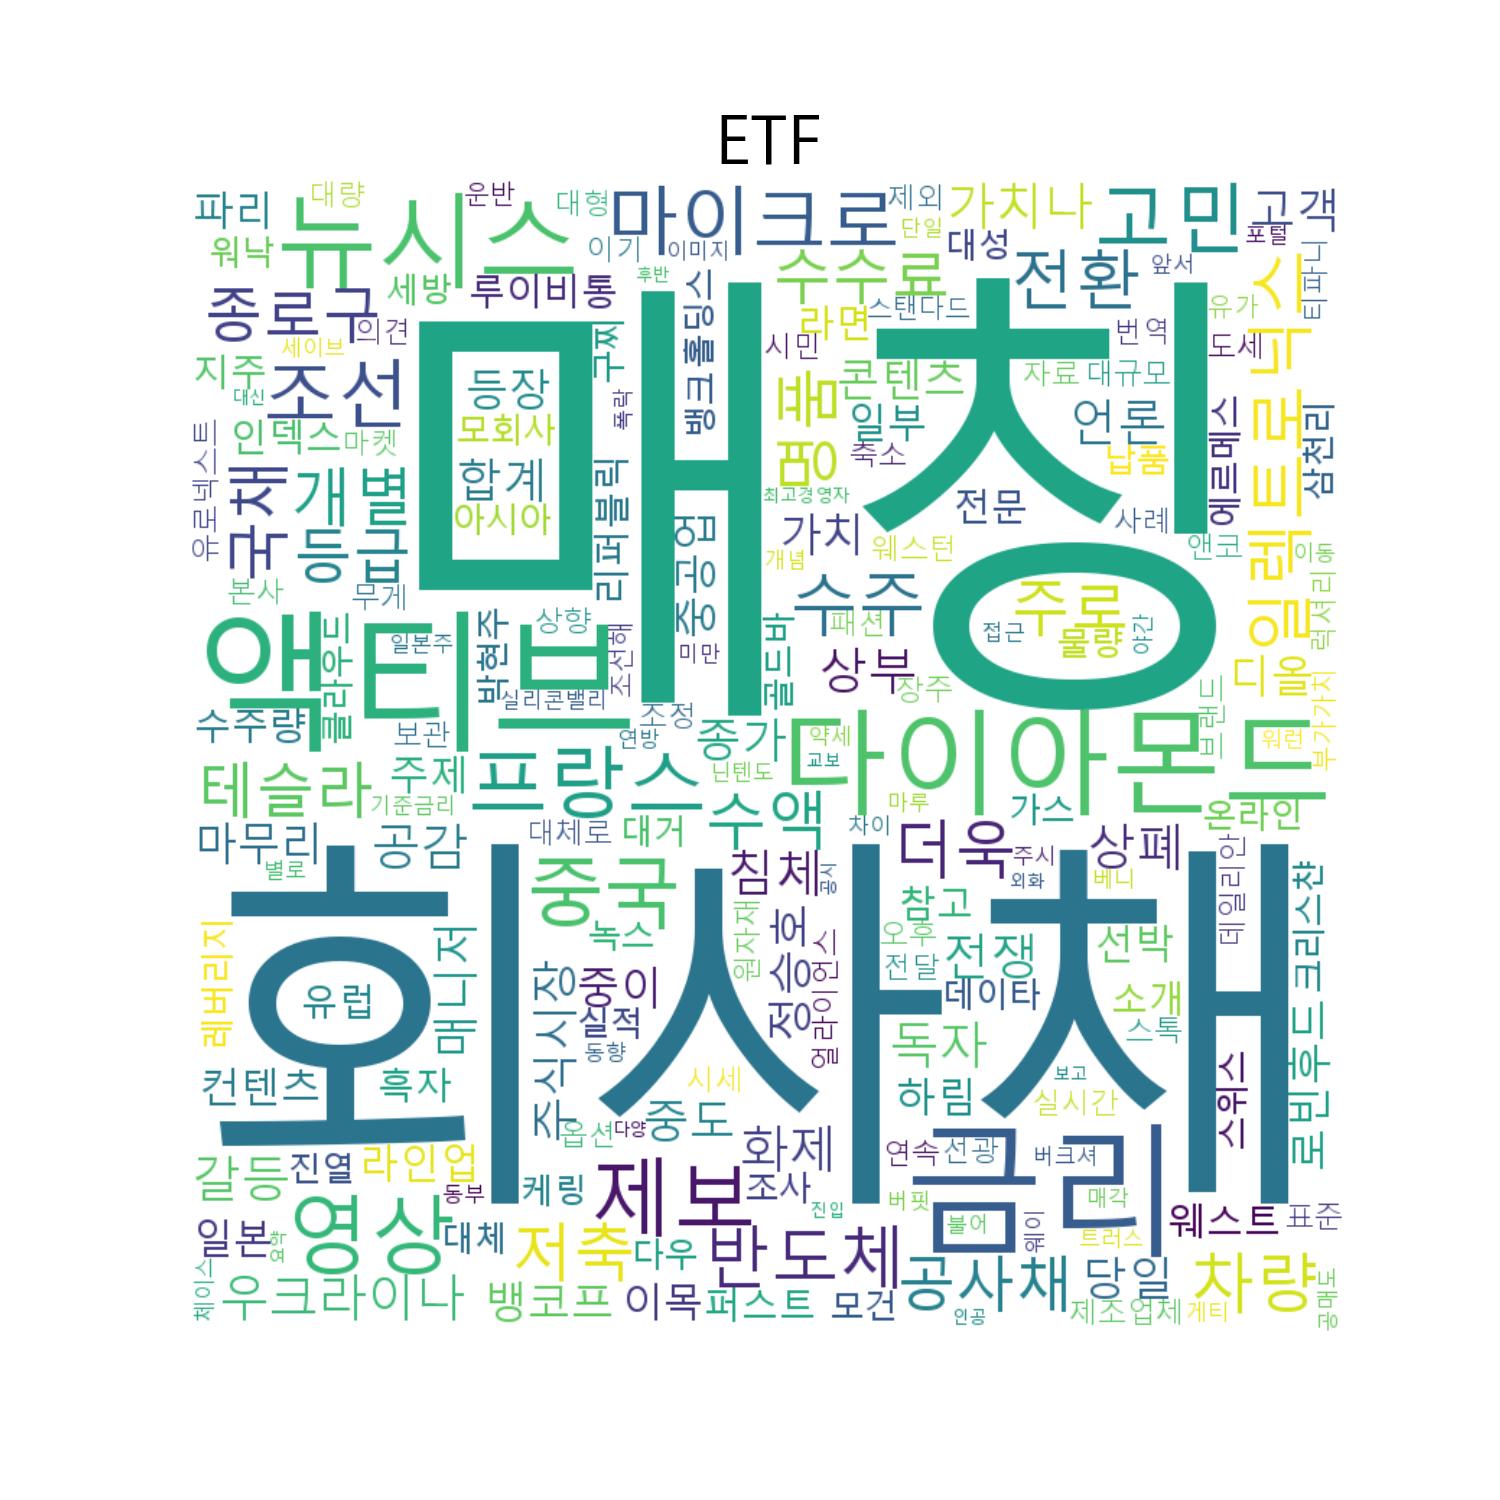 ETF
파리
대량
운반
대형
마이크로
제외
가치나
고민
고객
뉴시스
워낙
이기
이미지
단일
대성
포털
티파니
세방
루이비통
후반
수수료
전환
앞서
종로구
의견
세이브
구찌
뱅크홀딩스
라면
스탠다드
번역
유가
도세
시민
지주
조선
대신
등장
모회사
합계
아시아
폭락
명품
콘텐츠
자료
대규모
일부
언론
축소
납품
에르메스
삼천리
일렉트로닉스
인덱스
마켓
유로넥스트
국채
개별
등급
리퍼블릭
중공업
최고경영자
전문
가치
사례
개념
웨스턴
앤코
이동
매칭
본사
무게
수주
주로
접근
물량
야간
럭셔리
액티브
클라우드
일본주
박현주
상향
조선해
미만
골드바
패션
상부
장주
디올
부가가치
실리콘밸리
수주량
보관
조정
연방
종가
약세
교보
다이아몬드
브랜드
워런
테슬라
주제
기준금리
프랑스
닌텐도
수액
마루
가스
온라인
마무리
공감
별로
대체로
대거
차이
더욱
주시
상폐
외화
베니
데일리안
크리스찬
회사채
중국
침체
공시
참고
녹스
원자재
정승호
얼라이언스
오후
전달
전쟁
선박
레버리지
매니저
유럽
주식시장
중이
실적
동향
데이타
소개
스톡
독자
컨텐츠
흑자
시세
하림
보고
실시간
스위스
로빈후드
옵션
다양
중도
화제
연속
선광
버크셔
금리
갈등
진열
라인업
동부
케링
제보
조사
진입
버핏
불어
웨이
매각
트러스
웨스트
표준
일본
영상
대체
저축
다우
반도체
공사채
당일
차량
체이스
우크라이나
뱅코프
이목
퍼스트
모건
인공
제조업체
게티
공매도